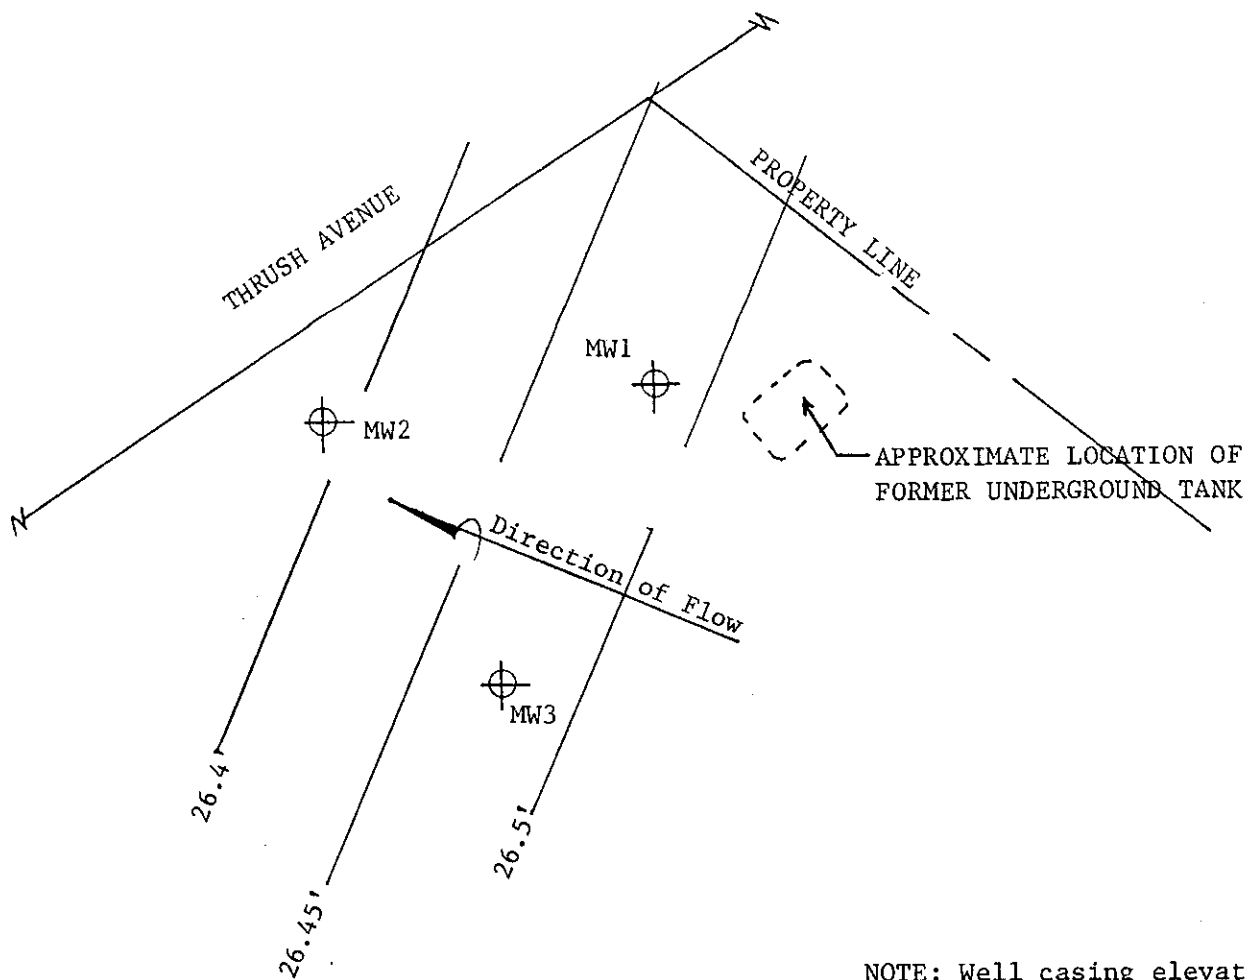 THRUSH AVENUE
PROPERTY LINE
MW1
MW2
APPROXIMATE LOCATION OF
FORMER UNDERGROUND TANK
Direction of Flow
MW3
26.4'
26.5'
26.45'
NOTE: Well casing elevat